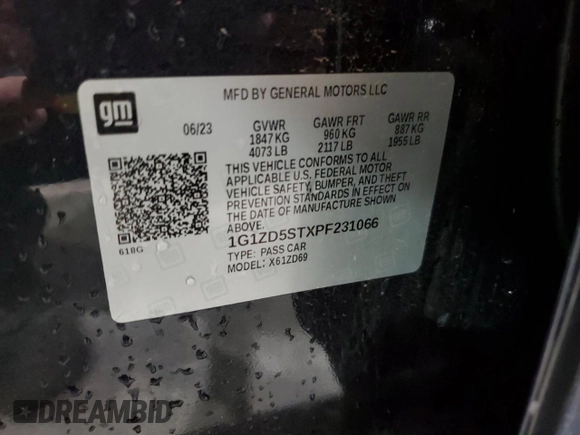 gm
MFD BY GENERAL MOTORS LLC
06/23 GVWR GAWR FRT GAWR RR
1847 KG 960 KG 887 KG
4073 LB 2117 LB 1955 LB
THIS VEHICLE CONFORMS TO ALL
APPLICABLE U.S. FEDERAL MOTOR
VEHICLE SAFETY, BUMPER, AND THEFT
PREVENTION STANDARDS IN EFFECT ON
THE DATE OF MANUFACTURE SHOWN
ABOVE.
618G
1G1ZD5STXPF231066
TYPE: PASS CAR
MODEL: X61ZD69
DREAMBID